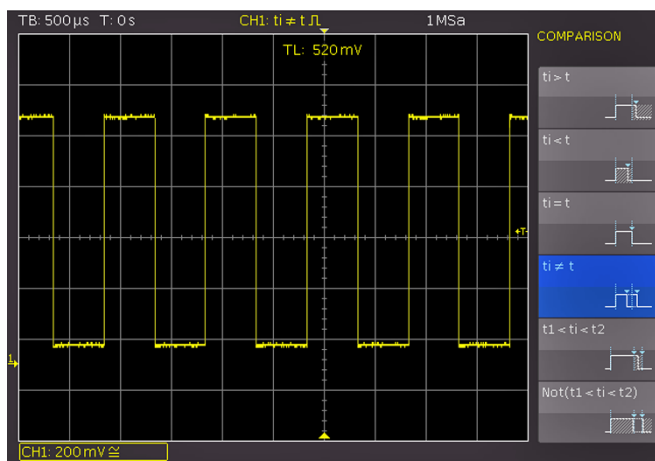 TB: 500µs T: 0s CH1: ti ≠ t 1MSa
TL: 520mV
COMPARISON
ti > t
ti < t
ti = t
ti ≠ t
t1 < ti < t2
Not(t1 < ti < t2)
T
1
CH1: 200mV≅